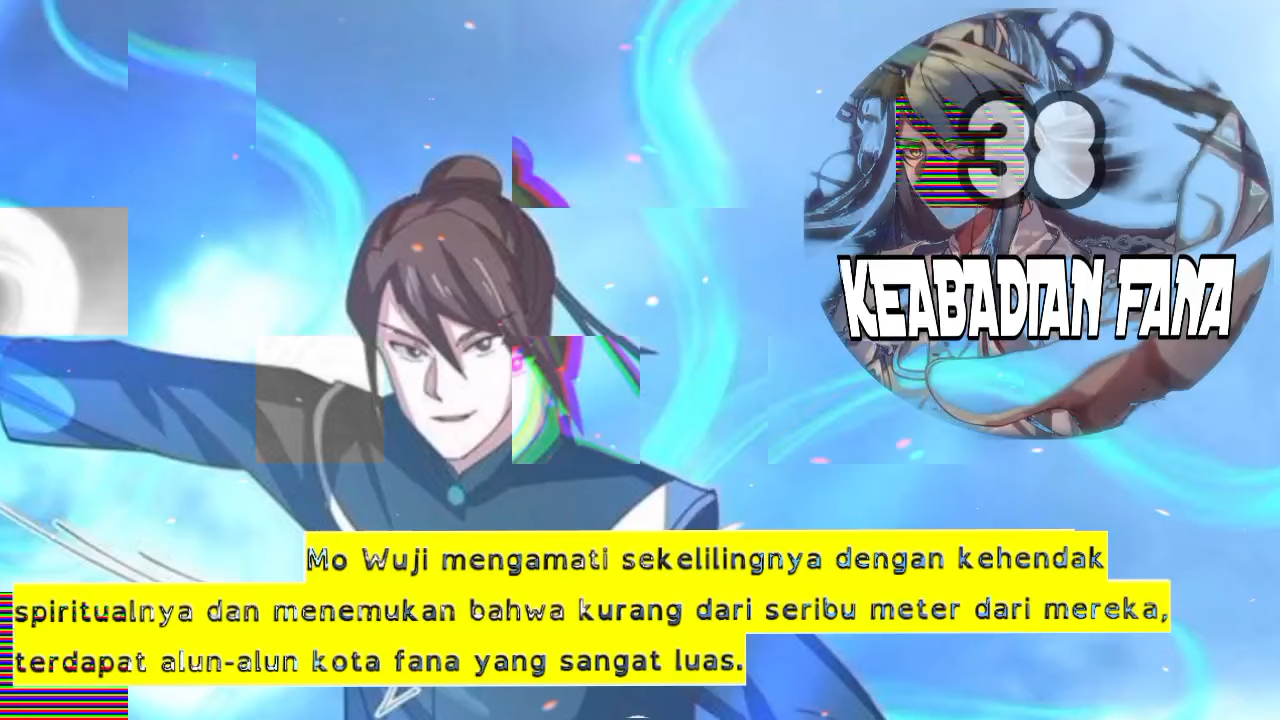 38
KEABADIAN FANA
Mo Wuji mengamati sekelilingnya dengan kehendak
spiritualnya dan menemukan bahwa kurang dari seribu meter dari mereka,
terdapat alun-alun kota fana yang sangat luas.